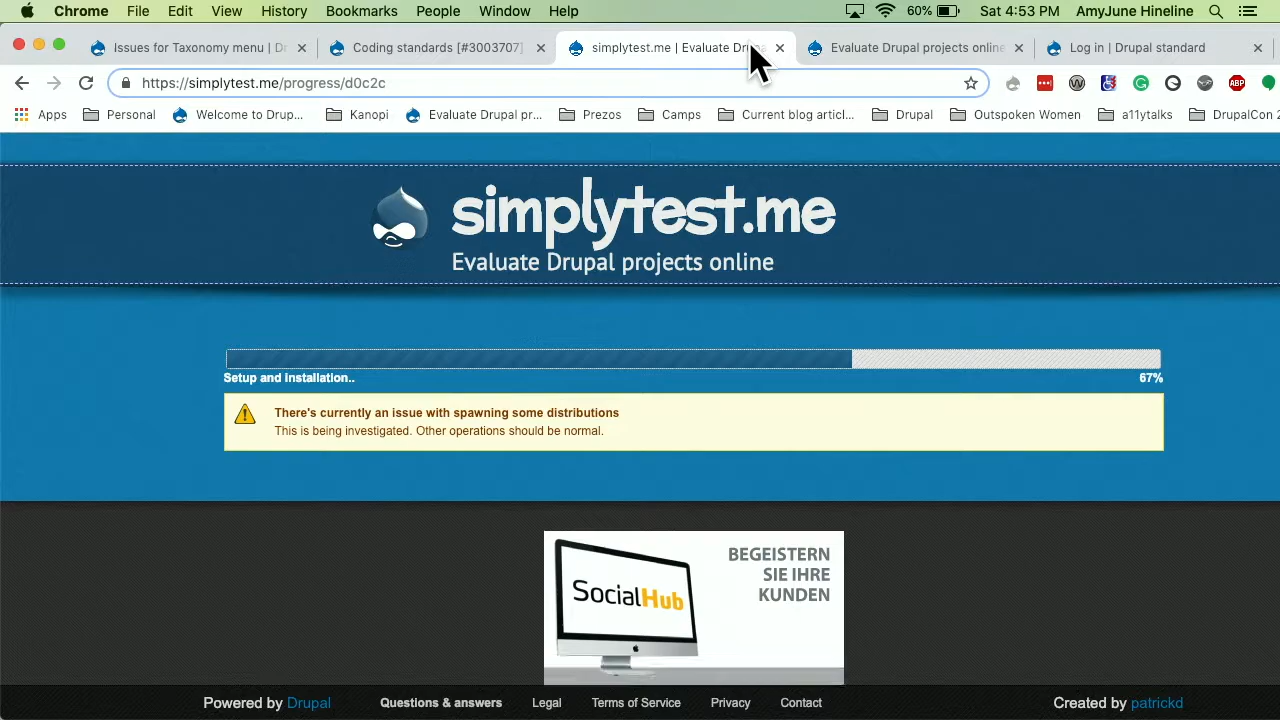 Chrome File Edit View History Bookmarks People Window Help 60% Sat 4:53 PM AmyJune Hineline
Issues for Taxonomy menu | Dr
Coding standards [#3003707]
simplytest.me | Evaluate Drupa
Evaluate Drupal projects online
Log in | Drupal standard
https://simplytest.me/progress/d0c2c
ABP
Apps Personal Welcome to Drup... Kanopi Evaluate Drupal pr... Prezos Camps Current blog articl... Drupal Outspoken Women a11ytalks DrupalCon 2
simplytest.me
Evaluate Drupal projects online
Setup and installation.. 67%
There's currently an issue with spawning some distributions
This is being investigated. Other operations should be normal.
BEGEISTERN
SIE IHRE
KUNDEN
SocialHub
Powered by Drupal Questions & answers Legal Terms of Service Privacy Contact Created by patrickd